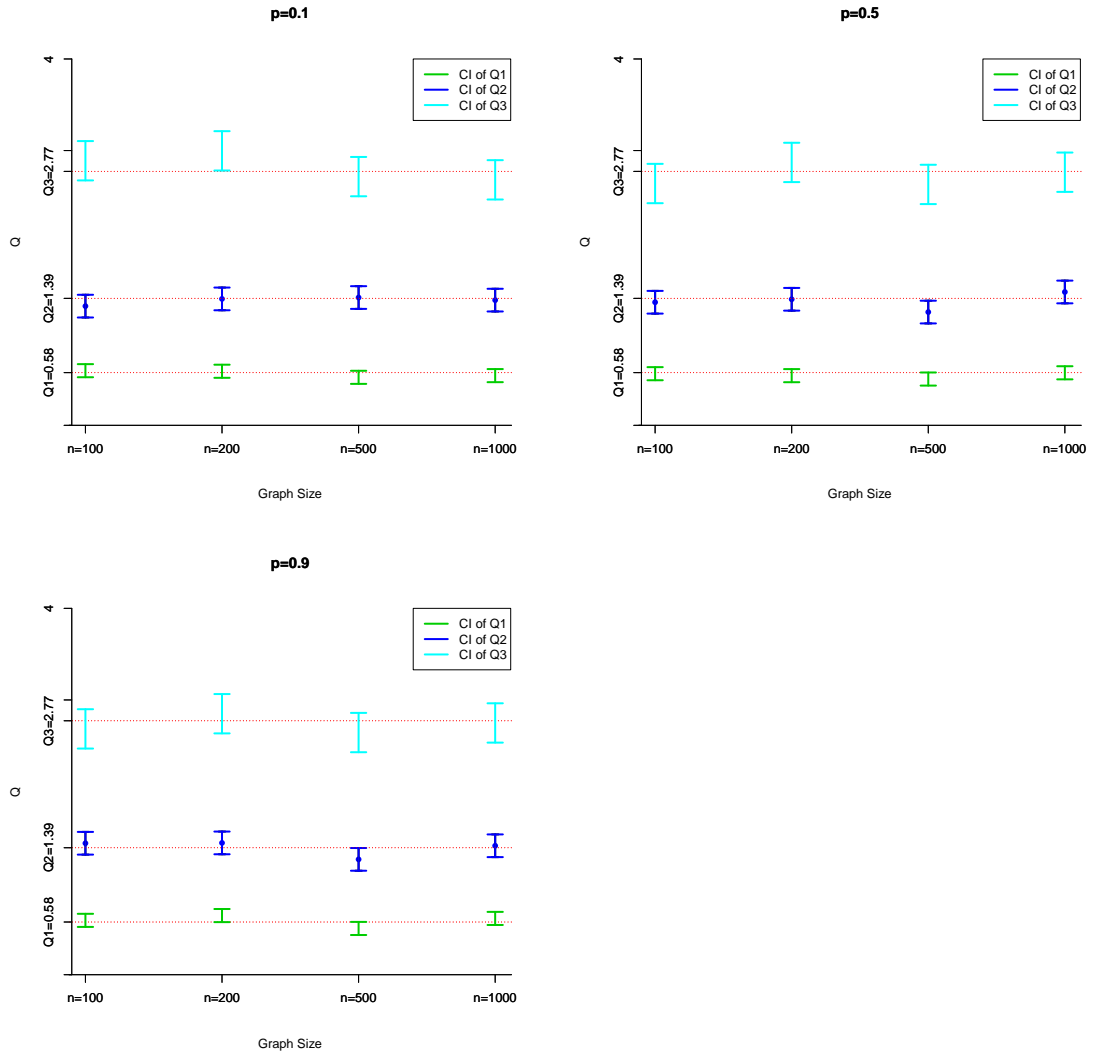 p=0.1
4
CI of Q1
CI of Q2
CI of Q3
Q3=2.77
Q
Q2=1.39
Q1=0.58
n=100
n=200
n=500
n=1000
Graph Size
p=0.5
4
CI of Q1
CI of Q2
CI of Q3
Q3=2.77
Q
Q2=1.39
Q1=0.58
n=100
n=200
n=500
n=1000
Graph Size
p=0.9
4
CI of Q1
CI of Q2
CI of Q3
Q3=2.77
Q
Q2=1.39
Q1=0.58
n=100
n=200
n=500
n=1000
Graph Size